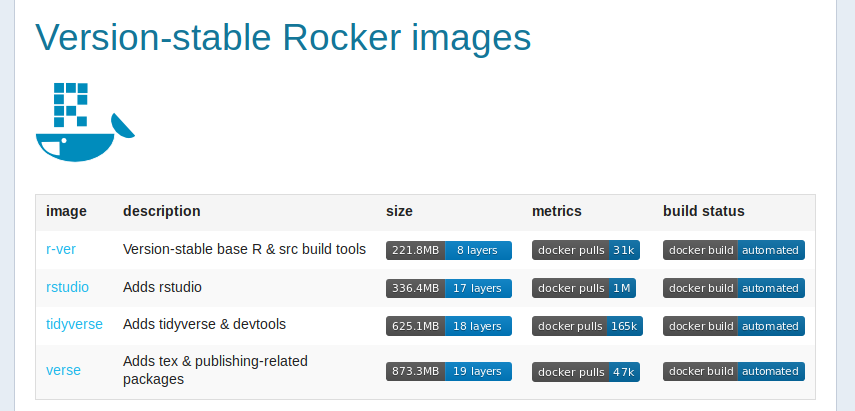 Version-stable Rocker images
R
image description size metrics build status
r-ver Version-stable base R & src build tools 221.8MB 8 layers docker pulls 31k docker build automated
rstudio Adds rstudio 336.4MB 17 layers docker pulls 1M docker build automated
tidyverse Adds tidyverse & devtools 625.1MB 18 layers docker pulls 165k docker build automated
verse Adds tex & publishing-related 873.3MB 19 layers docker pulls 47k docker build automated
packages